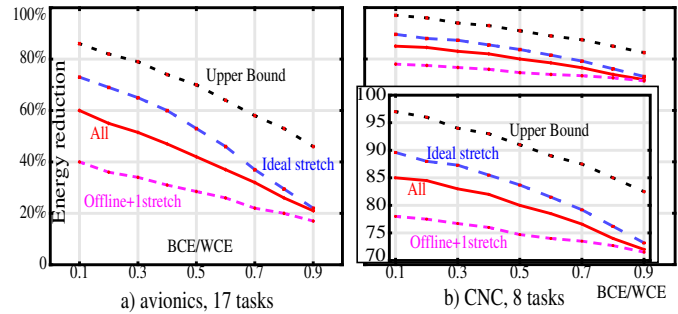 100%
80%
60%
40%
20%
0
Energy reduction
Upper Bound
Ideal stretch
All
Offline+1stretch
BCE/WCE
0.1 0.3 0.5 0.7 0.9
a) avionics, 17 tasks
100
95
90
85
80
75
70
Upper Bound
Ideal stretch
All
Offline+1stretch
0.1 0.3 0.5 0.7 0.9
BCE/WCE
b) CNC, 8 tasks